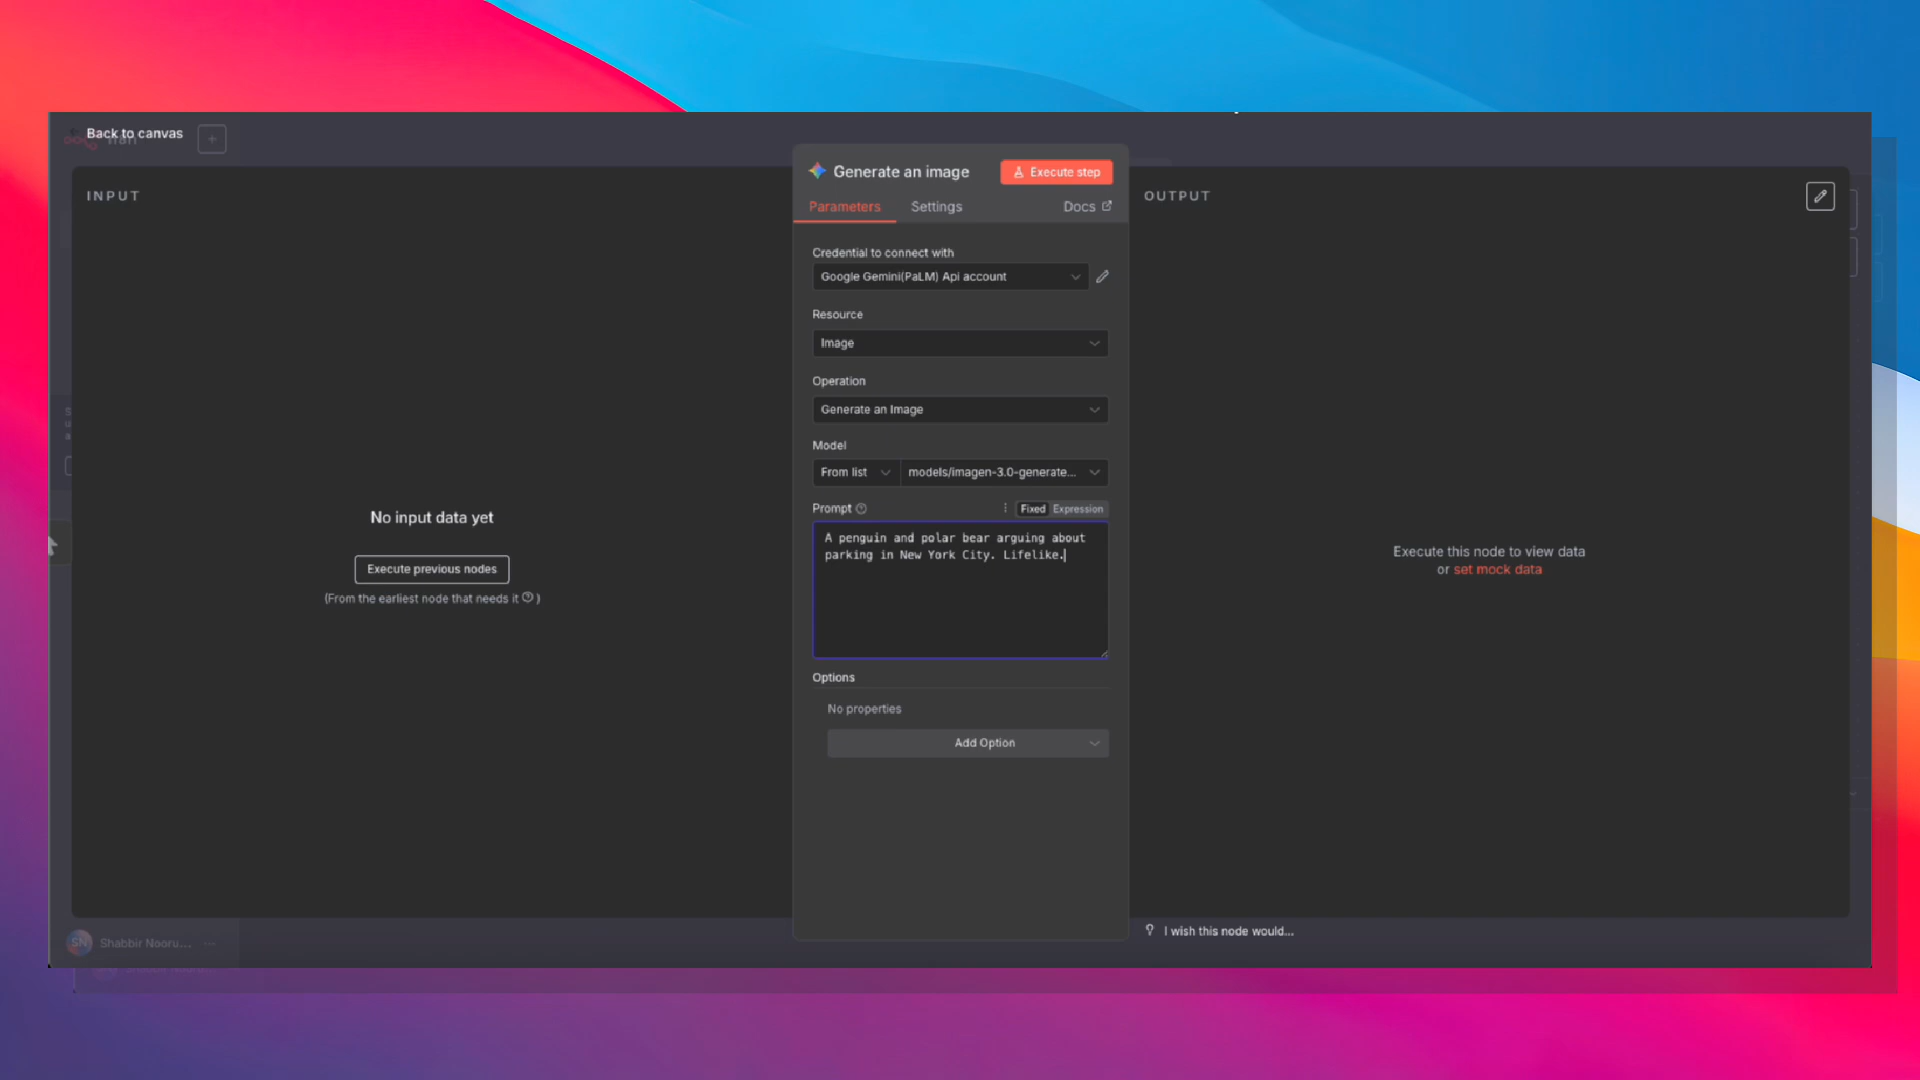 Back to canvas
INPUT
No input data yet
Execute previous nodes
(From the earliest node that needs it ?)
Generate an image
Execute step
Parameters
Settings
Docs
Credential to connect with
Google Gemini(PaLM) Api account
Resource
Image
Operation
Generate an Image
Model
From list
models/imagen-3.0-generate...
Prompt
Fixed
Expression
A penguin and polar bear arguing about
parking in New York City. Lifelike.
Options
No properties
Add Option
OUTPUT
Execute this node to view data
or set mock data
I wish this node would...
SN
Shabbir Nooru...